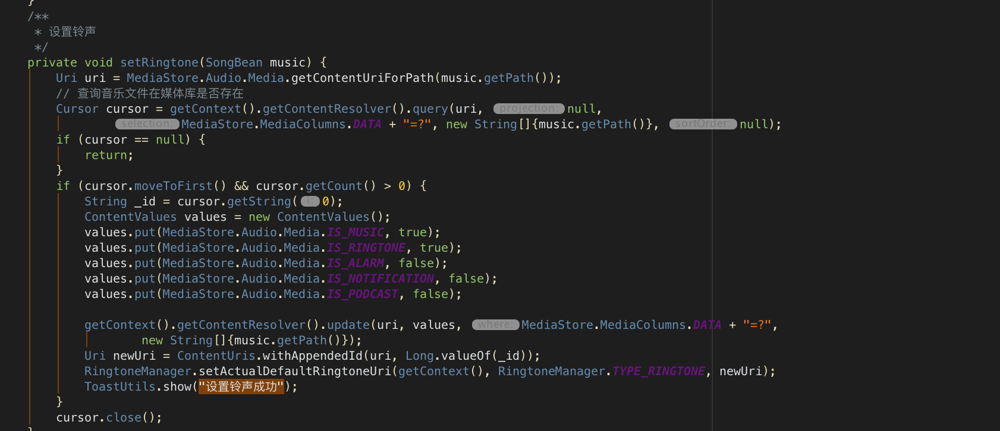 }
/**
 * 设置铃声
 */
private void setRingtone(SongBean music) {
    Uri uri = MediaStore.Audio.Media.getContentUriForPath(music.getPath());
    // 查询音乐文件在媒体库是否存在
    Cursor cursor = getContext().getContentResolver().query(uri, projection: null,
            selection: MediaStore.MediaColumns.DATA + "=?", new String[]{music.getPath()}, sortOrder: null);
    if (cursor == null) {
        return;
    }
    if (cursor.moveToFirst() && cursor.getCount() > 0) {
        String _id = cursor.getString( i: 0);
        ContentValues values = new ContentValues();
        values.put(MediaStore.Audio.Media.IS_MUSIC, true);
        values.put(MediaStore.Audio.Media.IS_RINGTONE, true);
        values.put(MediaStore.Audio.Media.IS_ALARM, false);
        values.put(MediaStore.Audio.Media.IS_NOTIFICATION, false);
        values.put(MediaStore.Audio.Media.IS_PODCAST, false);

        getContext().getContentResolver().update(uri, values, where: MediaStore.MediaColumns.DATA + "=?",
                new String[]{music.getPath()});
        Uri newUri = ContentUris.withAppendedId(uri, Long.valueOf(_id));
        RingtoneManager.setActualDefaultRingtoneUri(getContext(), RingtoneManager.TYPE_RINGTONE, newUri);
        ToastUtils.show("设置铃声成功");
    }
    cursor.close();
}